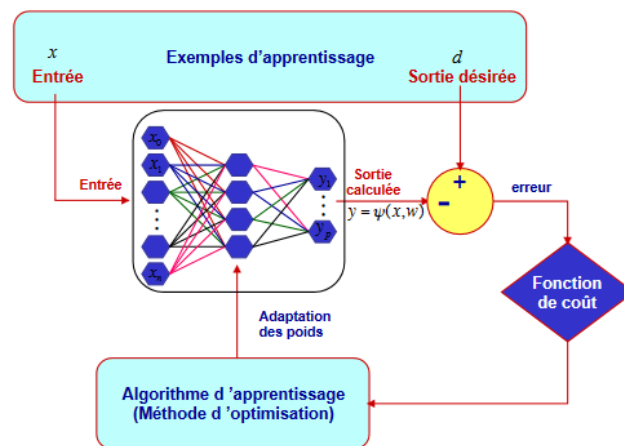 x
d
Exemples d'apprentissage
Entrée
Sortie désirée
x₀
x₁
Entrée
y₁
Sortie
calculée
+
-
erreur
y = ψ(x,w)
yₚ
xₙ
Fonction
de coût
Adaptation
des poids
Algorithme d 'apprentissage
(Méthode d 'optimisation)